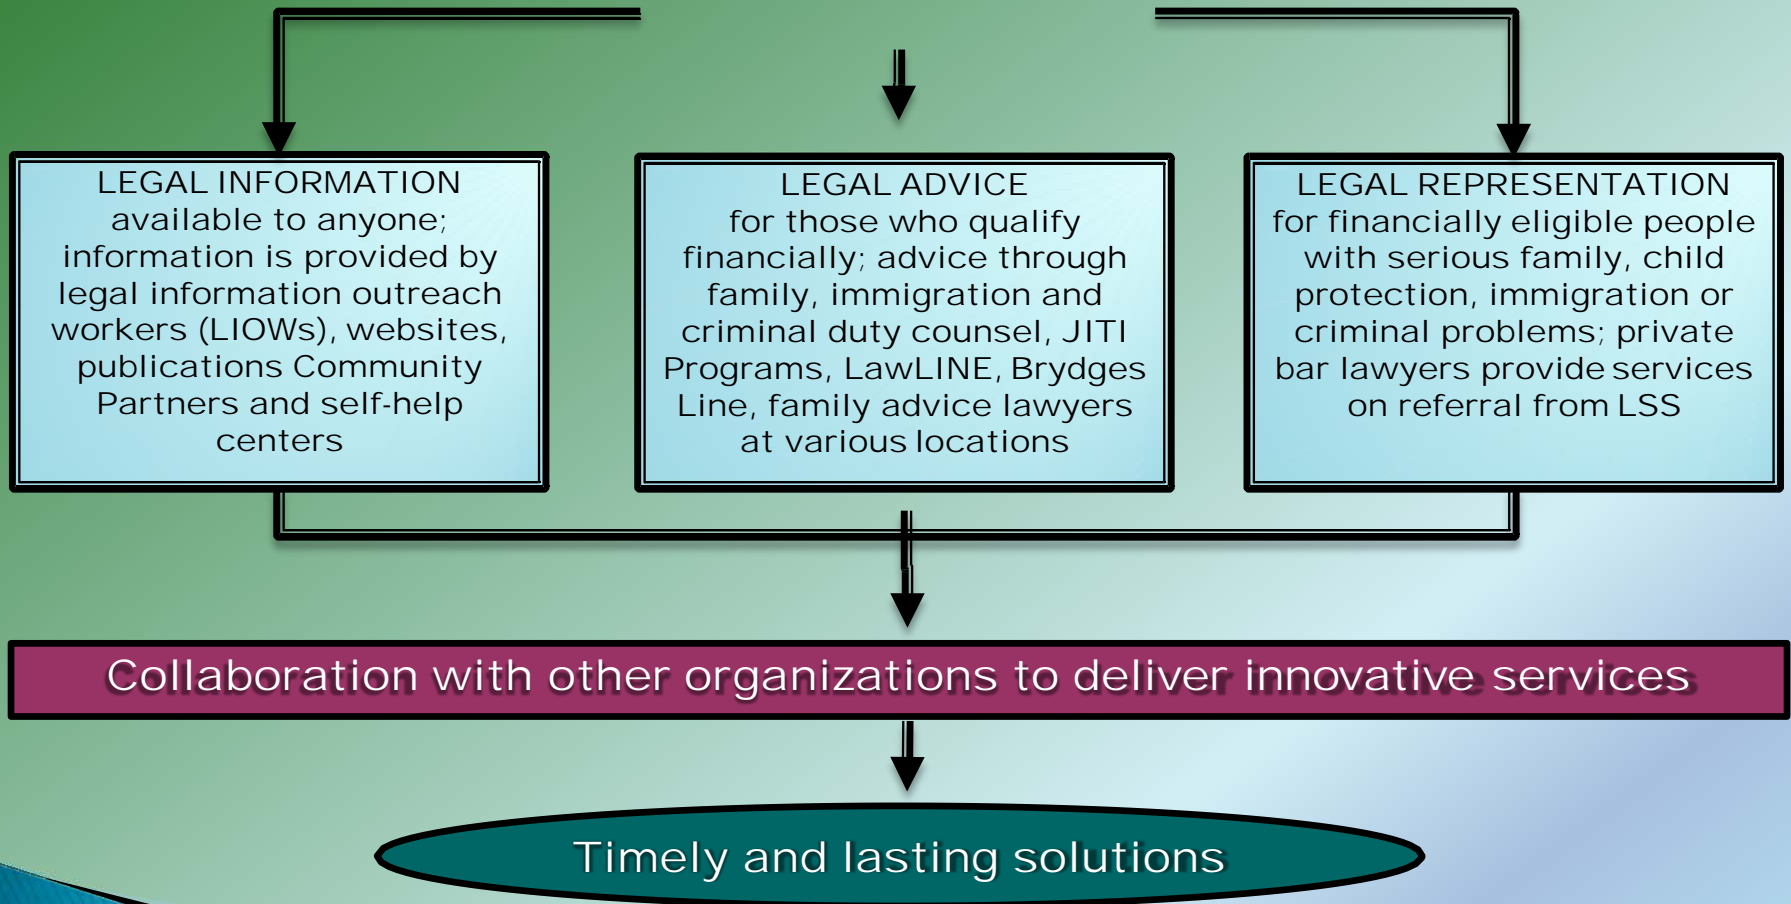 LEGAL INFORMATION
available to anyone;
information is provided by
legal information outreach
workers (LIOWs), websites,
publications Community
Partners and self-help
centers
LEGAL ADVICE
for those who qualify
financially; advice through
family, immigration and
criminal duty counsel, JITI
Programs, LawLINE, Brydges
Line, family advice lawyers
at various locations
LEGAL REPRESENTATION
for financially eligible people
with serious family, child
protection, immigration or
criminal problems; private
bar lawyers provide services
on referral from LSS
Collaboration with other organizations to deliver innovative services
Timely and lasting solutions